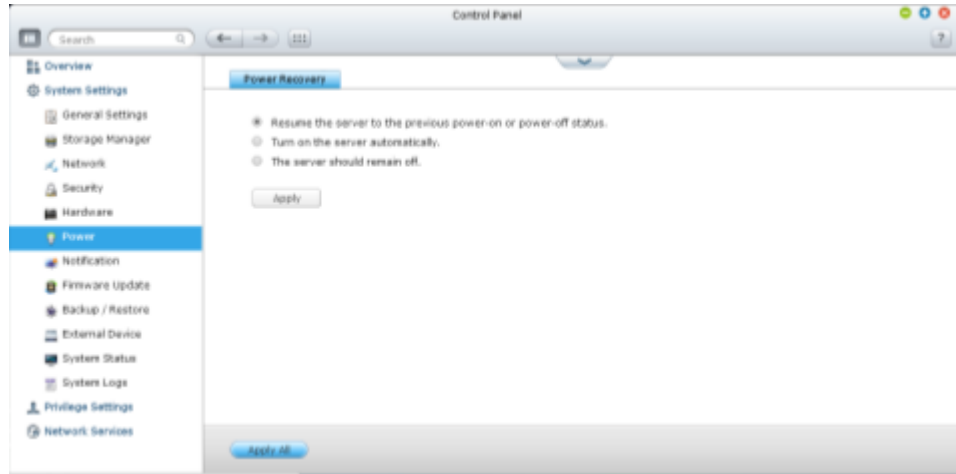 Control Panel
Search
?
Overview
System Settings
General Settings
Storage Manager
Network
Security
Hardware
Power
Notification
Firmware Update
Backup / Restore
External Device
System Status
System Logs
Privilege Settings
Network Services
Power Recovery
Resume the server to the previous power-on or power-off status.
Turn on the server automatically.
The server should remain off.
Apply
Apply All